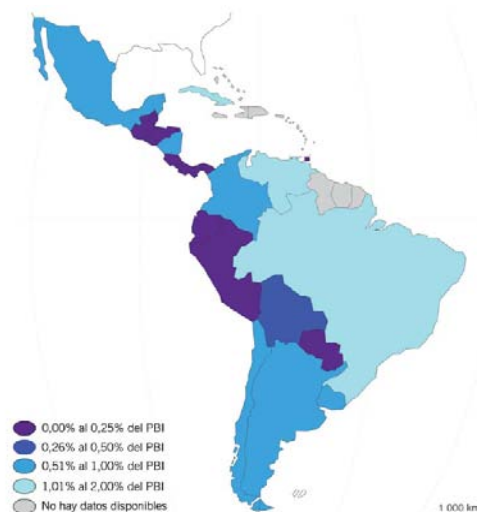 0,00% al 0,25% del PBI
0,26% al 0,50% del PBI
0,51% al 1,00% del PBI
1,01% al 2,00% del PBI
No hay datos disponibles
1 000 km